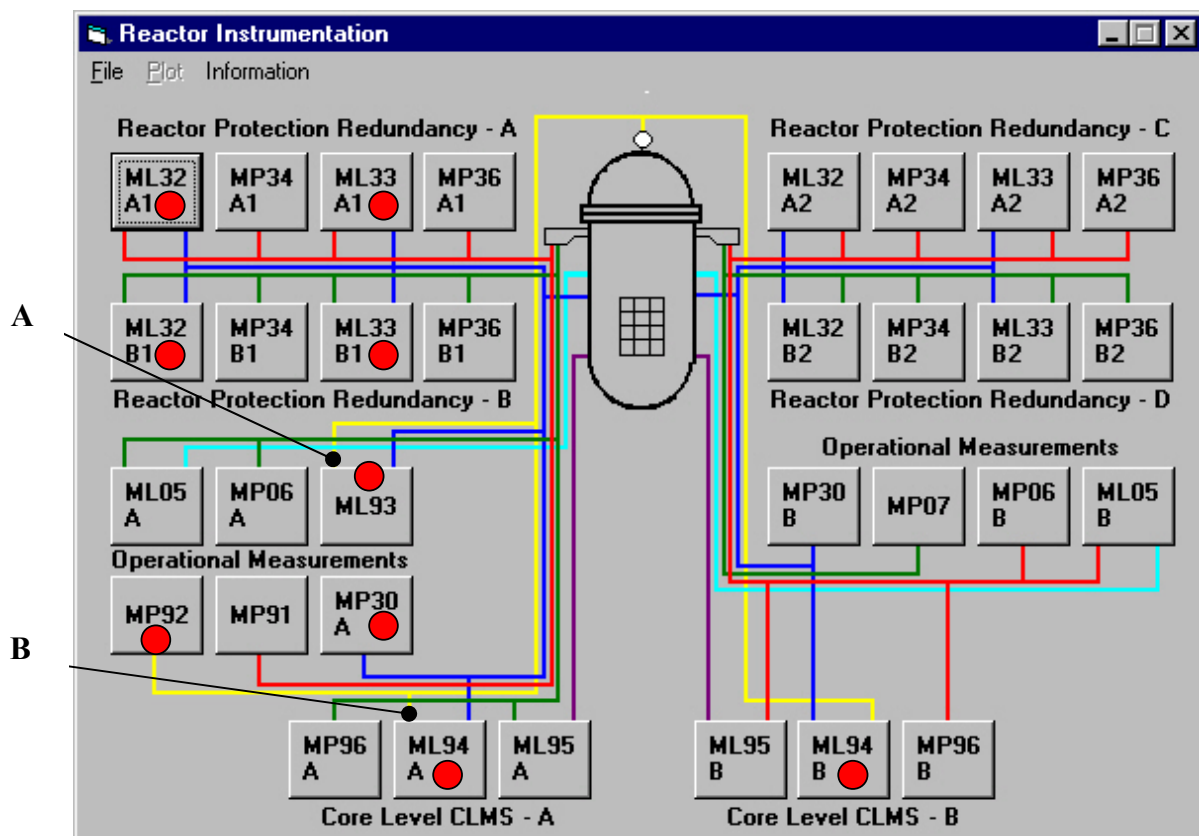 Reactor Instrumentation
File Plot Information
Reactor Protection Redundancy - A
Reactor Protection Redundancy - C
ML32 A1
MP34 A1
ML33 A1
MP36 A1
ML32 A2
MP34 A2
ML33 A2
MP36 A2
A
ML32 B1
MP34 B1
ML33 B1
MP36 B1
ML32 B2
MP34 B2
ML33 B2
MP36 B2
Reactor Protection Redundancy - B
Reactor Protection Redundancy - D
Operational Measurements
ML05 A
MP06 A
ML93
MP30 B
MP07
MP06 B
ML05 B
Operational Measurements
MP92
MP91
MP30 A
B
MP96 A
ML94 A
ML95 A
ML95 B
ML94 B
MP96 B
Core Level CLMS - A
Core Level CLMS - B